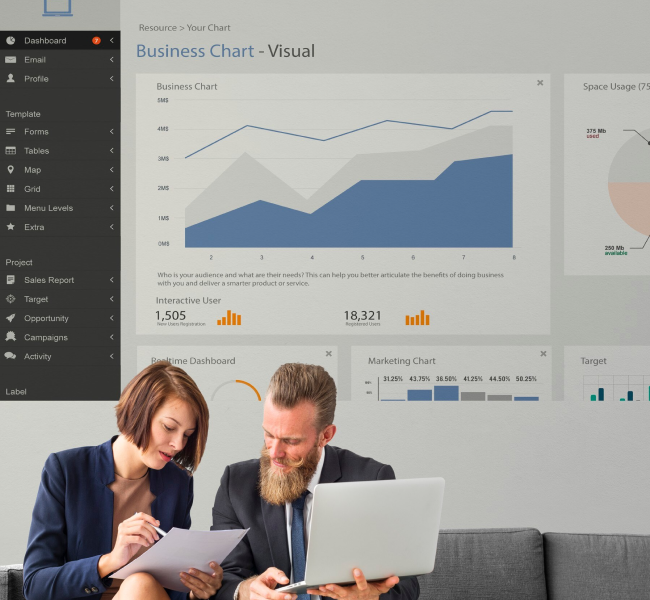 Resource > Your Chart
Business Chart - Visual
Dashboard
?
Email
Profile
Template
Forms
Tables
Map
Grid
Menu Levels
Extra
Project
Sales Report
Target
Opportunity
Campaigns
Activity
Label
Business Chart
5M$
4M$
3M$
2M$
1M$
0M$
2 3 4 5 6 7 8
Who is your audience and what are their needs? This can help you better articulate the benefits of doing business
with you and deliver a smarter product or service.
Interactive User
1,505
New Users Registration
18,321
Registered Users
Space Usage (75
375 Mb
used
250 Mb
available
Realtime Dashboard
Marketing Chart
31.25% 43.75% 38.50% 41.25% 44.50% 58.25%
Target